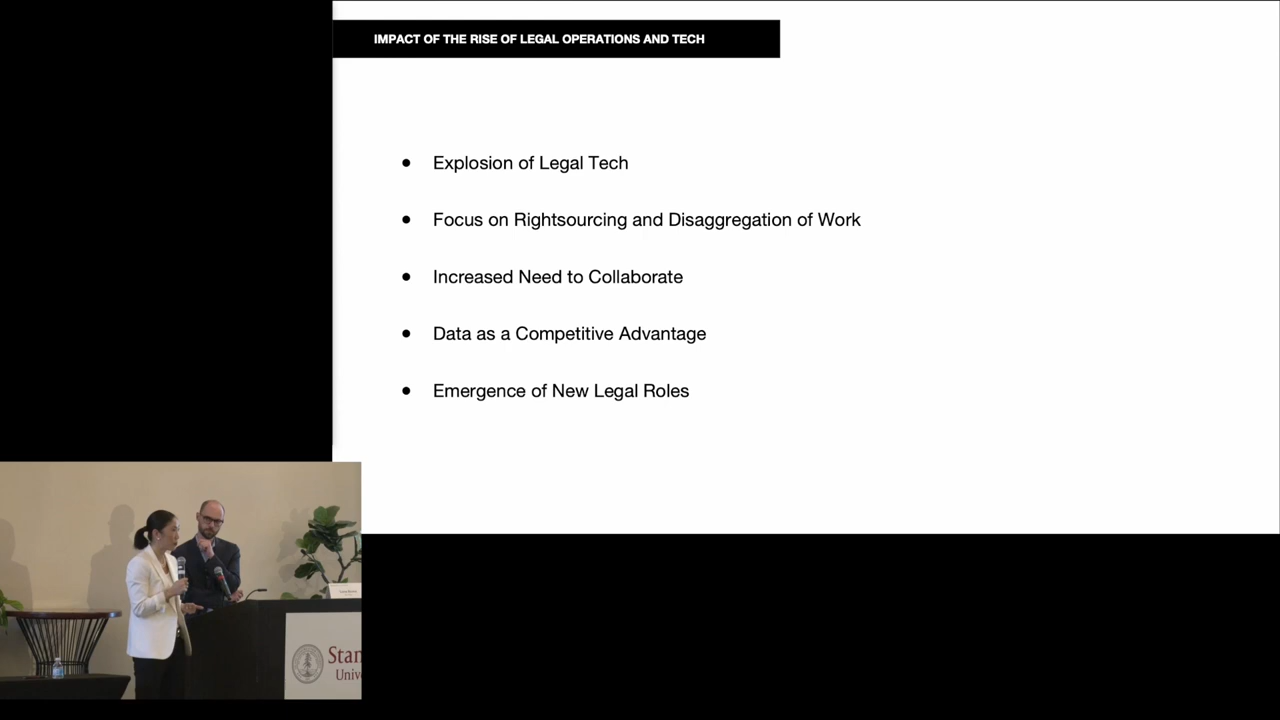 IMPACT OF THE RISE OF LEGAL OPERATIONS AND TECH
• Explosion of Legal Tech
• Focus on Rightsourcing and Disaggregation of Work
• Increased Need to Collaborate
• Data as a Competitive Advantage
• Emergence of New Legal Roles
Stan
Unive